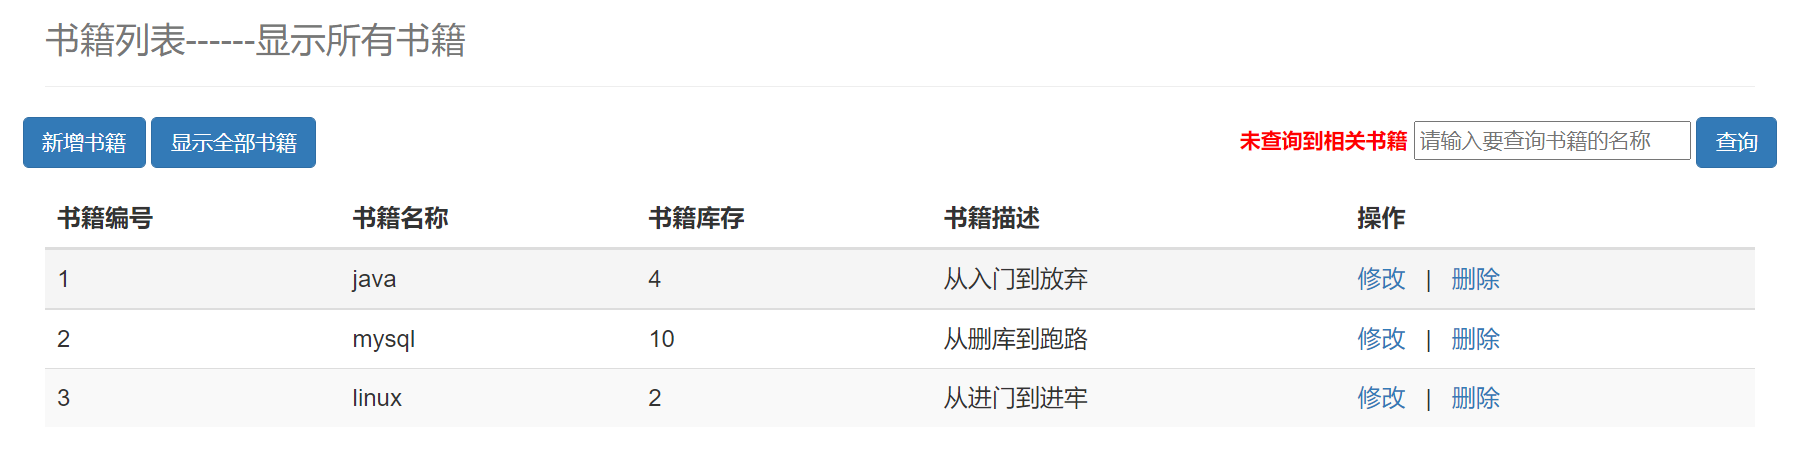 书籍列表------显示所有书籍
新增书籍 显示全部书籍 未查询到相关书籍 请输入要查询书籍的名称 查询
书籍编号 书籍名称 书籍库存 书籍描述 操作
1 java 4 从入门到放弃 修改 | 删除
2 mysql 10 从删库到跑路 修改 | 删除
3 linux 2 从进门到进牢 修改 | 删除